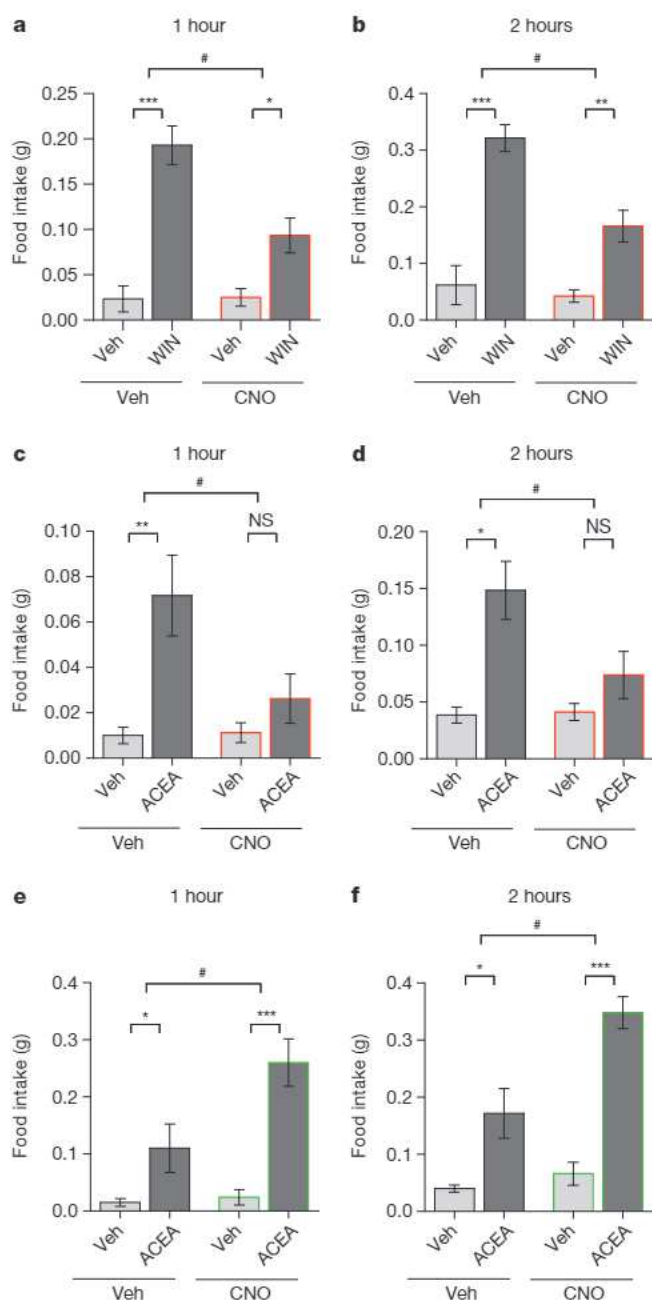 a
1 hour
#
***
*
Food intake (g)
0.25
0.20
0.15
0.10
0.05
0.00
Veh
WIN
Veh
WIN
Veh
CNO
b
2 hours
#
***
**
Food intake (g)
0.4
0.3
0.2
0.1
0.0
Veh
WIN
Veh
WIN
Veh
CNO
c
1 hour
#
**
NS
Food intake (g)
0.10
0.08
0.06
0.04
0.02
0.00
Veh
ACEA
Veh
ACEA
Veh
CNO
d
2 hours
#
*
NS
Food intake (g)
0.20
0.15
0.10
0.05
0.00
Veh
ACEA
Veh
ACEA
Veh
CNO
e
1 hour
#
*
***
Food intake (g)
0.4
0.3
0.2
0.1
0.0
Veh
ACEA
Veh
ACEA
Veh
CNO
f
2 hours
#
*
***
Food intake (g)
0.4
0.3
0.2
0.1
0.0
Veh
ACEA
Veh
ACEA
Veh
CNO